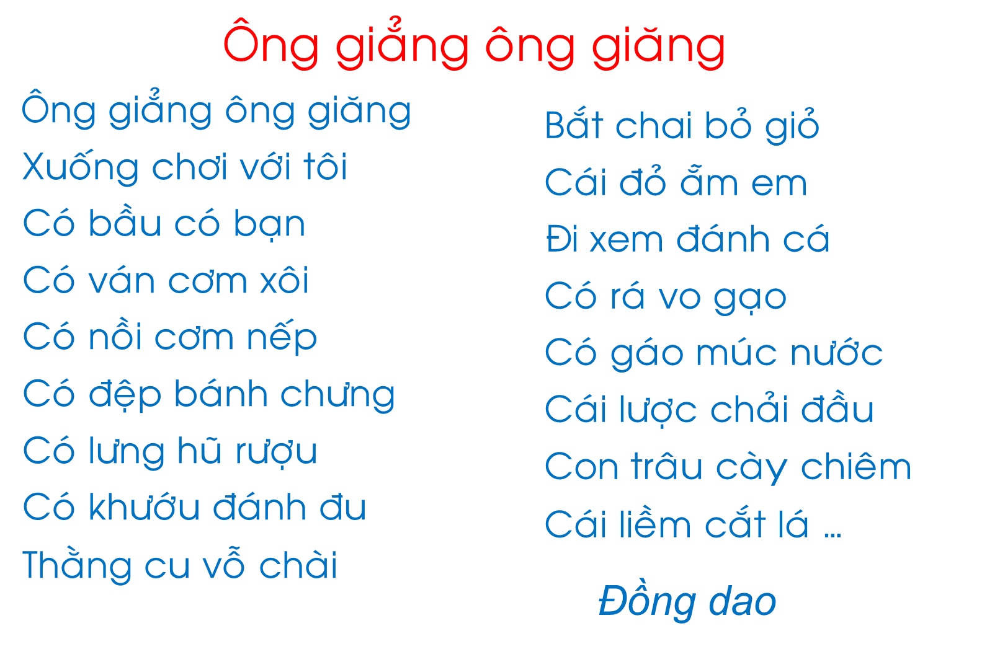 Ông giẳng ông giăng
Ông giẳng ông giăng
Xuống chơi với tôi
Có bầu có bạn
Có ván cơm xôi
Có nồi cơm nếp
Có đệp bánh chưng
Có lưng hũ rượu
Có khướu đánh đu
Thằng cu vỗ chài
Bắt chai bỏ giỏ
Cái đỏ ẵm em
Đi xem đánh cá
Có rá vo gạo
Có gáo múc nước
Cái lược chải đầu
Con trâu cày chiêm
Cái liềm cắt lá ...
Đồng dao